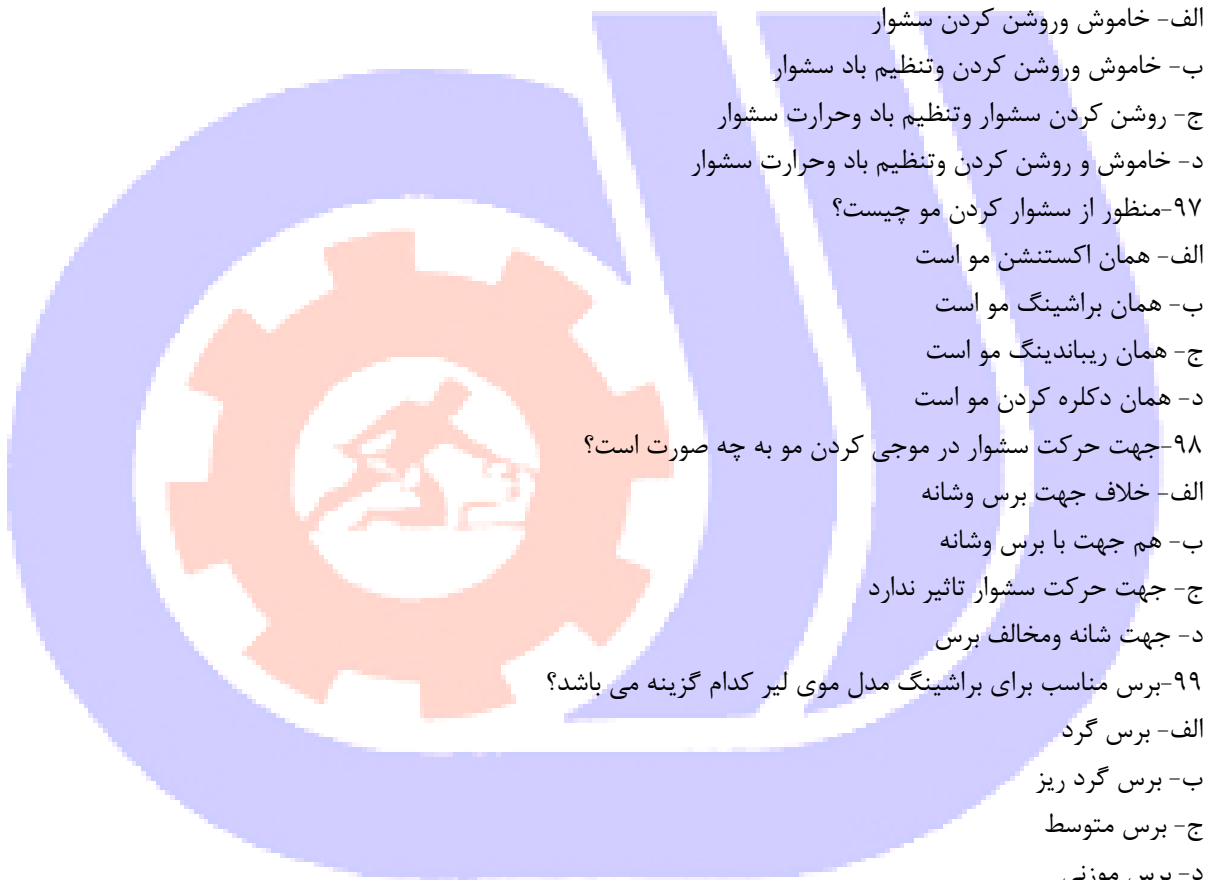 الف- خاموش وروشن کردن سشوار
ب- خاموش وروشن کردن وتنظیم باد سشوار
ج- روشن کردن سشوار وتنظیم باد وحرارت سشوار
د- خاموش و روشن کردن وتنظیم باد وحرارت سشوار
۹۷-منظور از سشوار کردن مو چیست؟
الف- همان اکستنشن مو است
ب- همان براشینگ مو است
ج- همان ریباندینگ مو است
د- همان دکلره کردن مو است
۹۸-جهت حرکت سشوار در موجی کردن مو به چه صورت است؟
الف- خلاف جهت برس وشانه
ب- هم جهت با برس وشانه
ج- جهت حرکت سشوار تاثیر ندارد
د- جهت شانه ومخالف برس
۹۹-برس مناسب برای براشینگ مدل موی لیر کدام گزینه می باشد؟
الف- برس گرد
ب- برس گرد ریز
ج- برس متوسط
د- برس موزنی